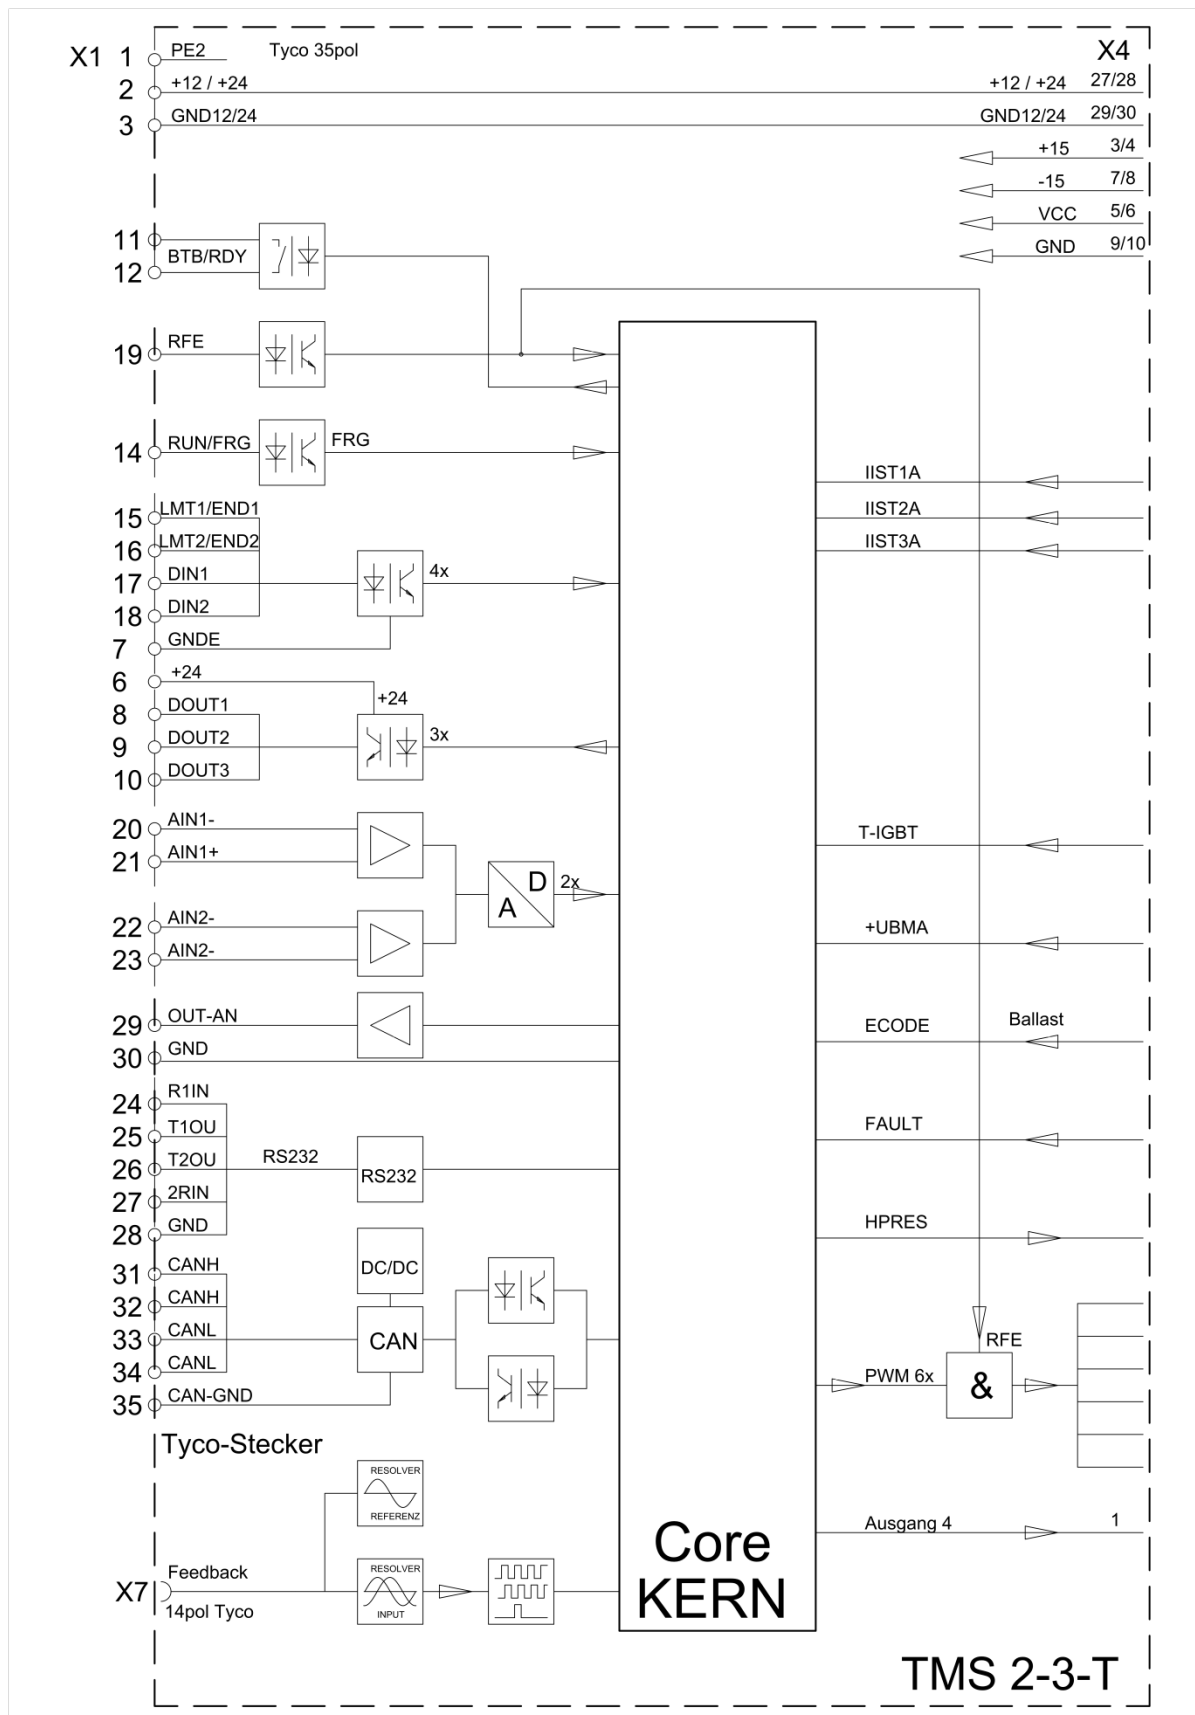 X1 1 PE2 Tyco 35pol X4
2 +12 / +24 +12 / +24 27/28
3 GND12/24 GND12/24 29/30
+15 3/4
-15 7/8
VCC 5/6
GND 9/10
11
BTB/RDY
12
19 RFE
14 RUN/FRG FRG
IIST1A
15 LMT1/END1 IIST2A
16 LMT2/END2 IIST3A
17 DIN1 4x
18 DIN2
7 GNDE
6 +24
+24
8 DOUT1
9 DOUT2 3x
10 DOUT3
20 AIN1- T-IGBT
21 AIN1+
D 2x
A
22 AIN2- +UBMA
23 AIN2-
29 OUT-AN ECODE Ballast
30 GND
24 R1IN
25 T1OU FAULT
26 T2OU RS232 RS232
27 2RIN
28 GND HPRES
31 CANH DC/DC
32 CANH
33 CANL CAN RFE
34 CANL PWM 6x &
35 CAN-GND
Tyco-Stecker
RESOLVER
REFERENZ
Ausgang 4 1
Core
KERN
Feedback RESOLVER
X7
14pol Tyco INPUT
TMS 2-3-T